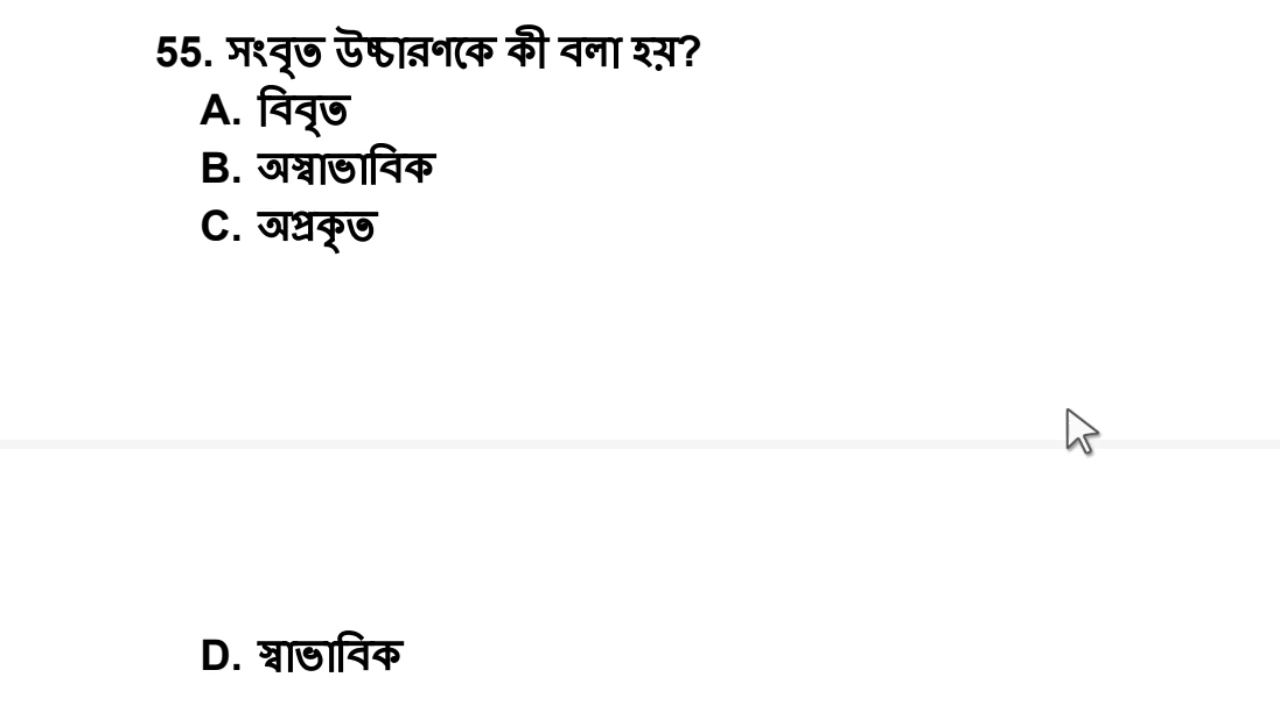 55. সংবৃত উচ্চারণকে কী বলা হয়?
A. বিবৃত
B. অস্বাভাবিক
C. অপ্রকৃত
D. স্বাভাবিক